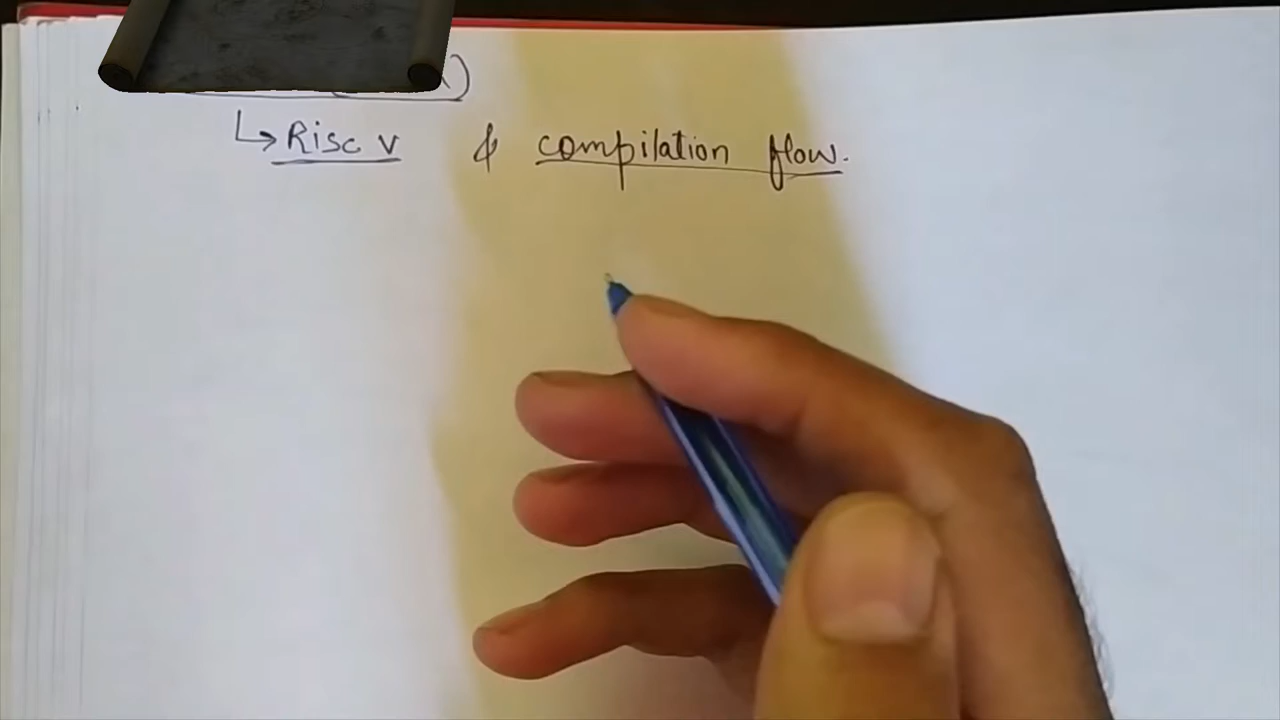 ↳ Risc v & compilation flow.